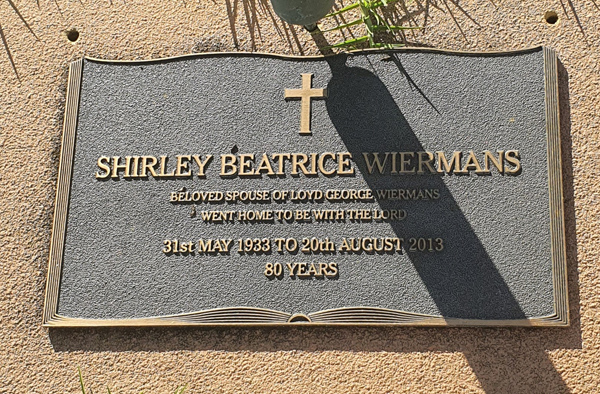 SHIRLEY BEATRICE WIERMANS
BELOVED SPOUSE OF LOYD GEORGE WIERMANS
WENT HOME TO BE WITH THE LORD
31st MAY 1933 TO 20th AUGUST 2013
80 YEARS